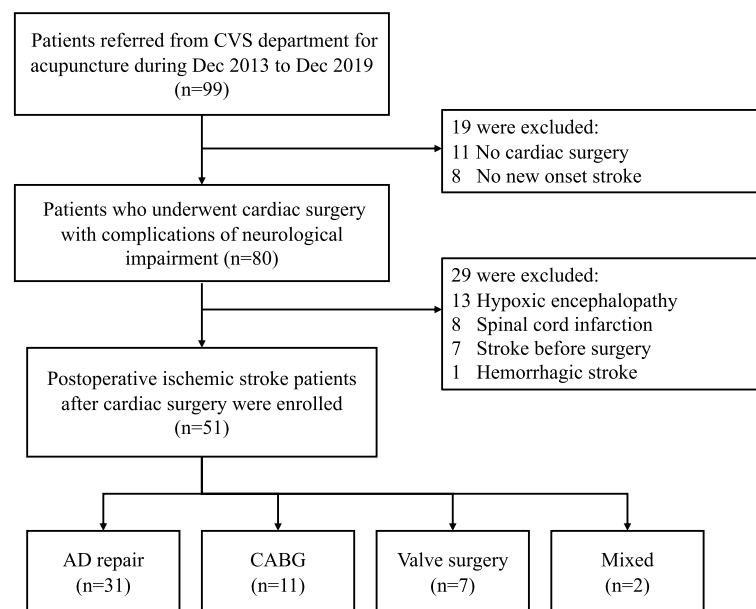 Patients referred from CVS department for
acupuncture during Dec 2013 to Dec 2019
(n=99)
19 were excluded:
11 No cardiac surgery
8 No new onset stroke
Patients who underwent cardiac surgery
with complications of neurological
impairment (n=80)
29 were excluded:
13 Hypoxic encephalopathy
8 Spinal cord infarction
7 Stroke before surgery
1 Hemorrhagic stroke
Postoperative ischemic stroke patients
after cardiac surgery were enrolled
(n=51)
AD repair
(n=31)
CABG
(n=11)
Valve surgery
(n=7)
Mixed
(n=2)